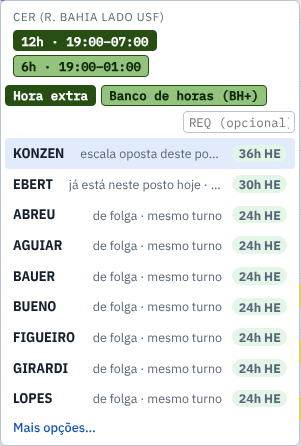 CER (R. BAHIA LADO USF)
12h · 19:00–07:00
6h · 19:00–01:00
Hora extra Banco de horas (BH+)
REQ (opcional)
KONZEN escala oposta deste po... 36h HE
EBERT já está neste posto hoje · ... 30h HE
ABREU de folga · mesmo turno 24h HE
AGUIAR de folga · mesmo turno 24h HE
BAUER de folga · mesmo turno 24h HE
BUENO de folga · mesmo turno 24h HE
FIGUEIRO de folga · mesmo turno 24h HE
GIRARDI de folga · mesmo turno 24h HE
LOPES de folga · mesmo turno 24h HE
Mais opções...